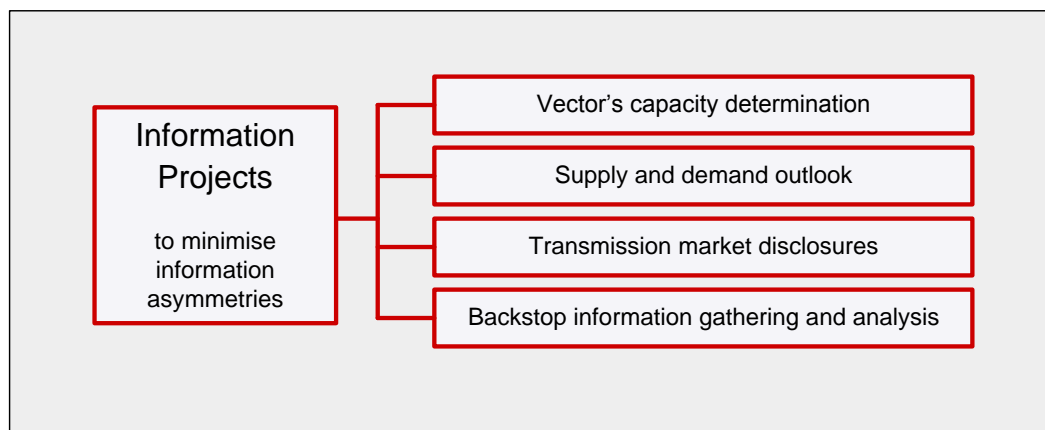 Information
Projects
to minimise
information
asymmetries
Vector’s capacity determination
Supply and demand outlook
Transmission market disclosures
Backstop information gathering and analysis